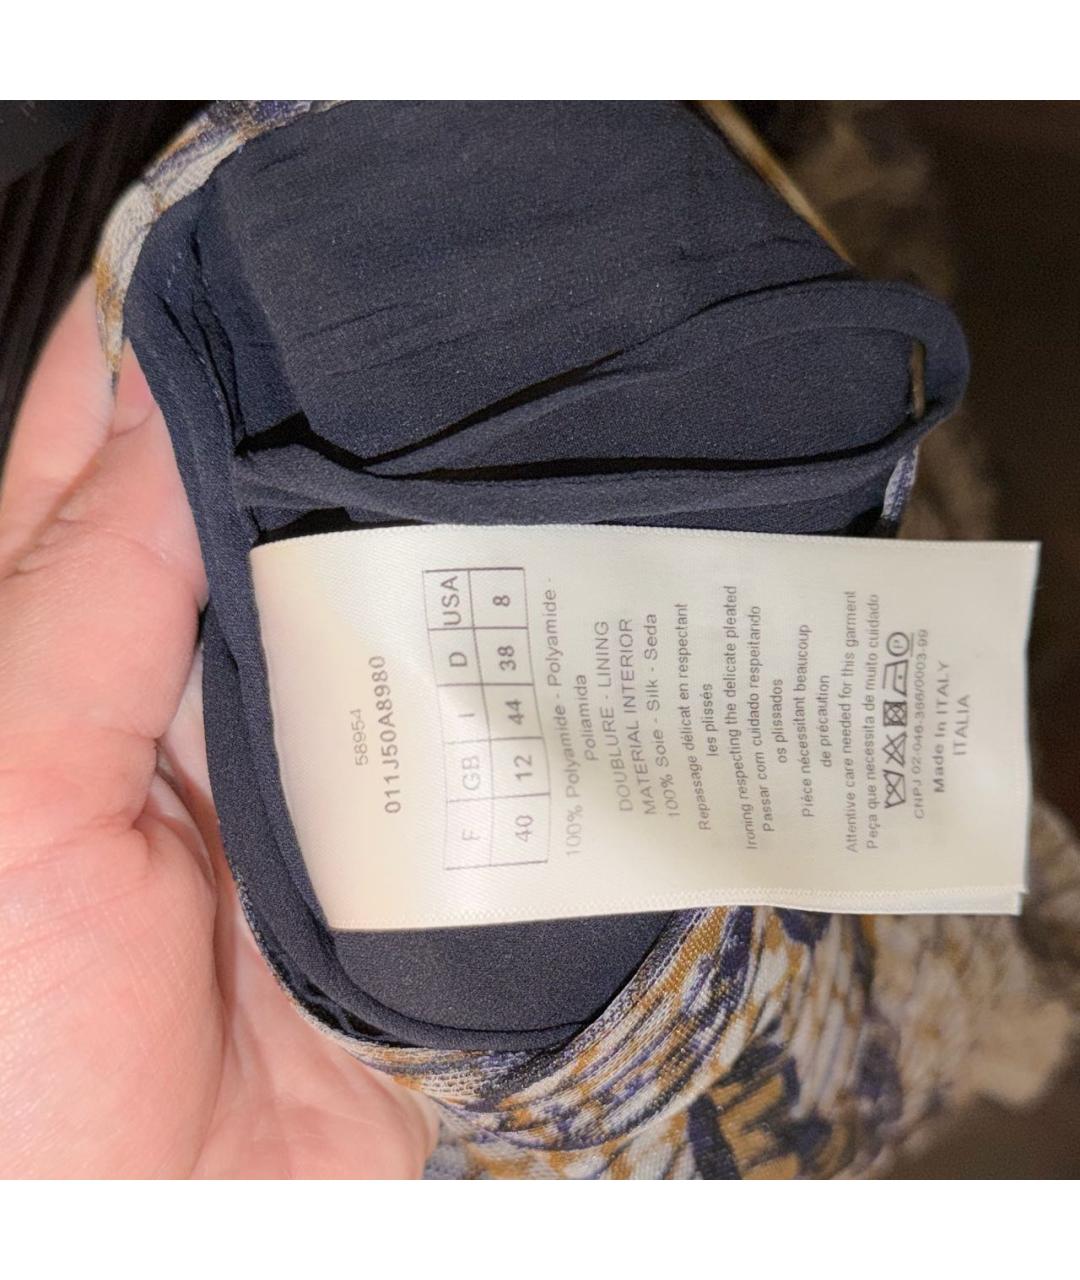 58954
011J50A8980
F GB I D USA
40 12 44 38 8
100% Polyamide - Polyamide -
Poliamida
DOUBLURE - LINING
MATERIAL INTERIOR
100% Soie - Silk - Seda
Repassage délicat en respectant
les plissés
Ironing respecting the delicate pleated
Passar com cuidado respeitando
os plissados
Pièce nécessitant beaucoup
de précaution
Attentive care needed for this garment
Peça que necessita de muito cuidado
P
CNPJ 02-046-366/0003-99
Made in ITALY
ITALIA